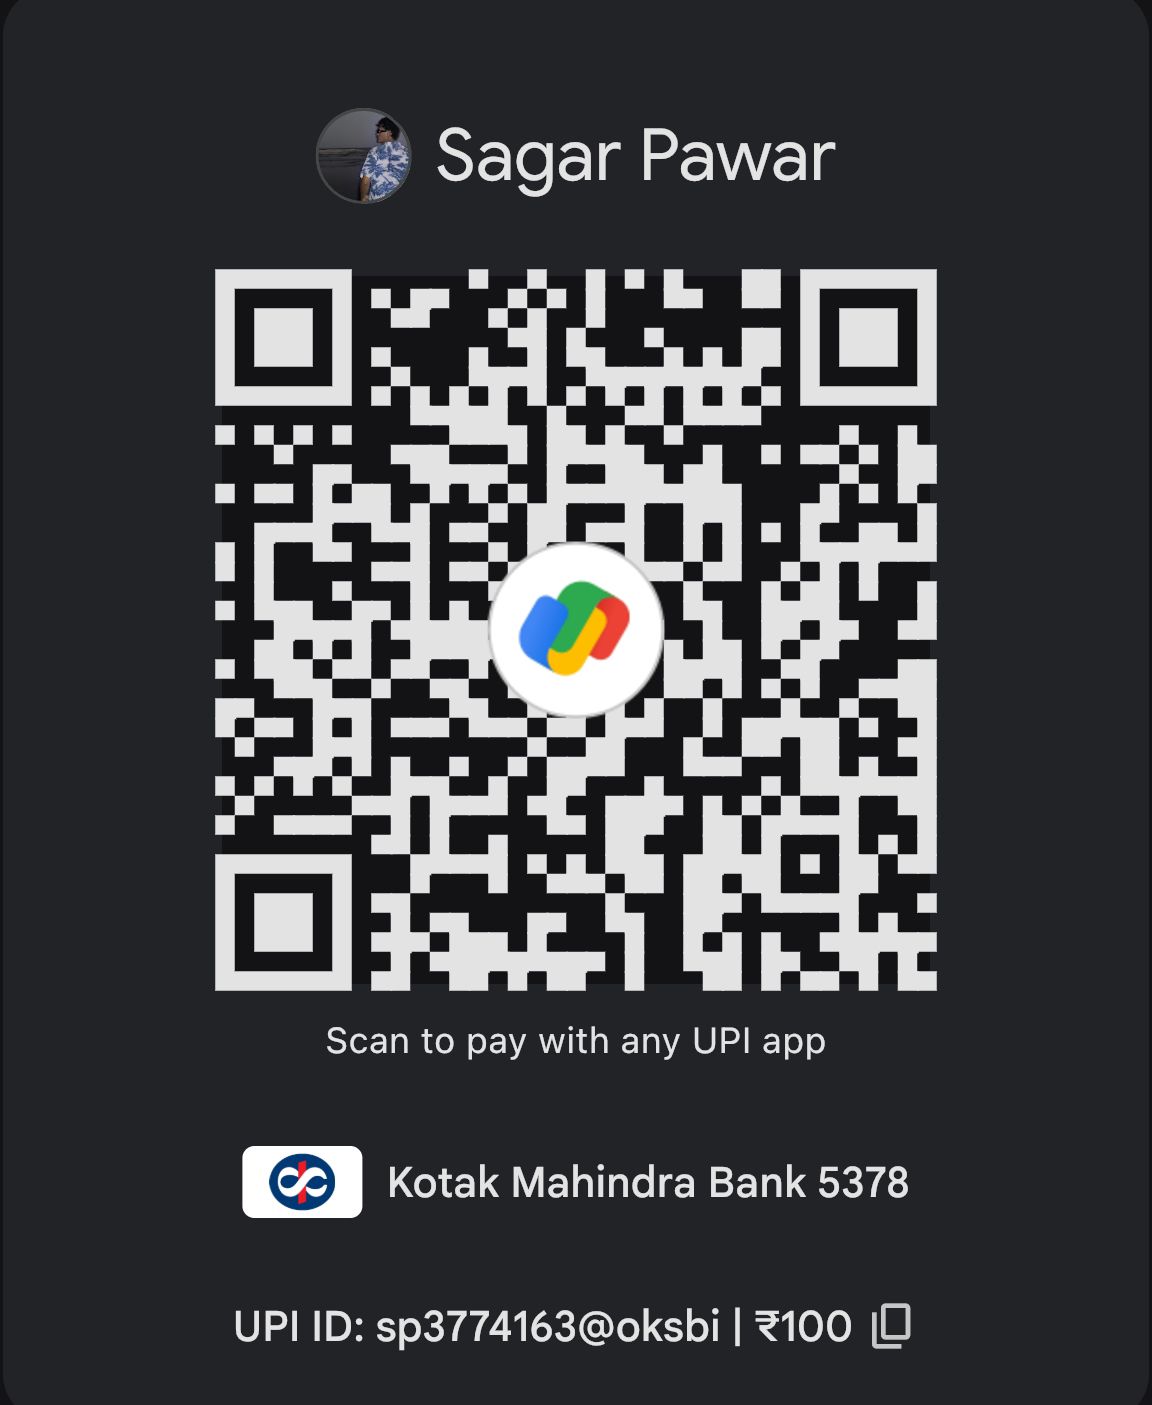 Sagar Pawar
Scan to pay with any UPI app
Kotak Mahindra Bank 5378
UPI ID: sp3774163@oksbi | ₹100